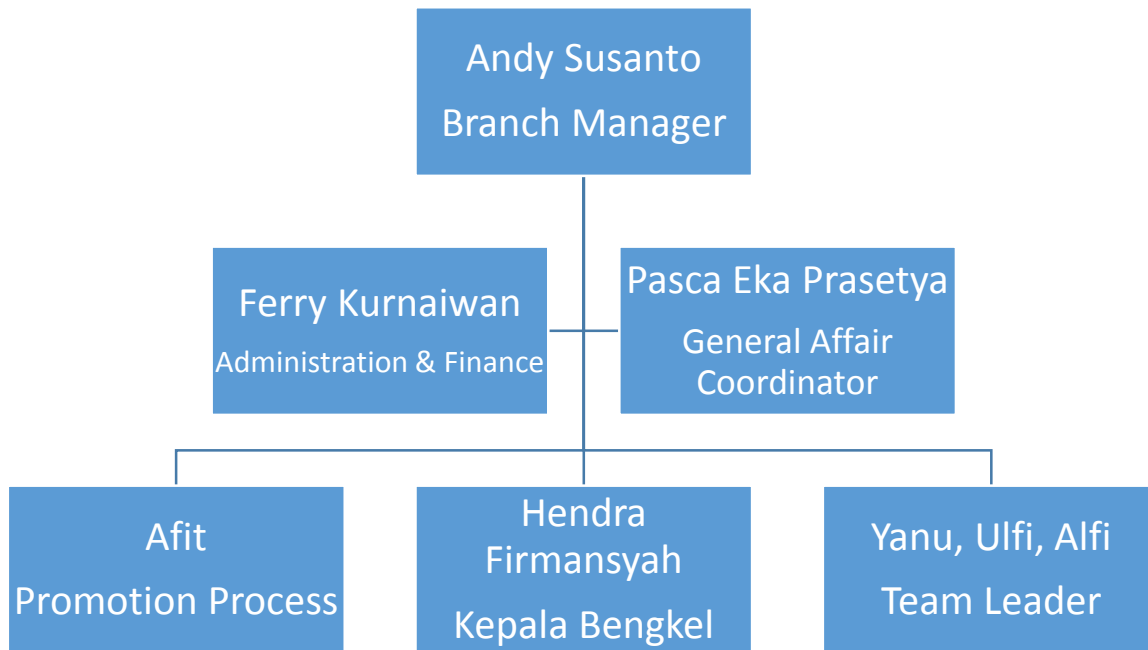 Andy Susanto
Branch Manager
Ferry Kurnaiwan
Administration & Finance
Pasca Eka Prasetya
General Affair
Coordinator
Afit
Promotion Process
Hendra
Firmansyah
Kepala Bengkel
Yanu, Ulfi, Alfi
Team Leader